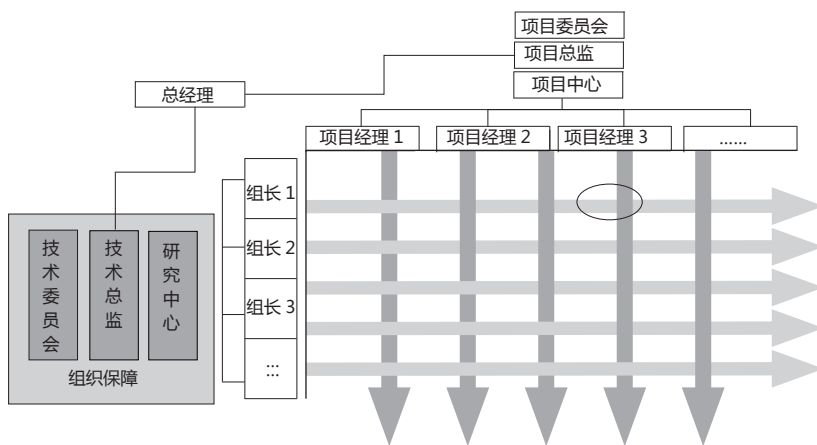 项目委员会
项目总监
项目中心
总经理
项目经理 1
项目经理 2
项目经理 3
......
组长 1
组长 2
组长 3
...
技术委员会
技术总监
研究中心
组织保障